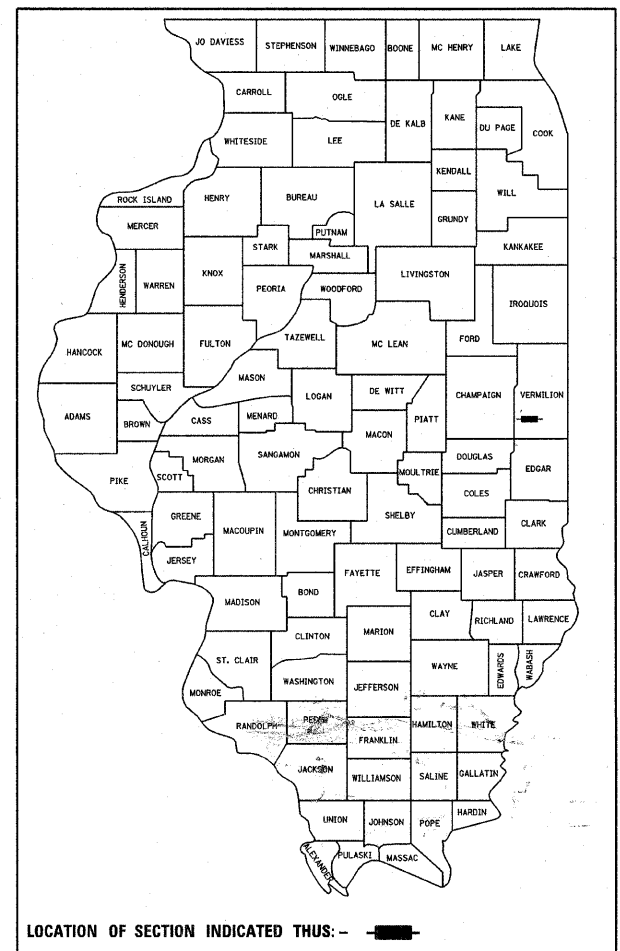 JO DAVIESS STEPHENSON WINNEBAGO BOONE MC HENRY LAKE
CARROLL OGLE
DE KALB KANE DU PAGE COOK
WHITESIDE LEE
KENDALL
ROCK ISLAND HENRY BUREAU LA SALLE WILL
MERCER PUTNAM GRUNDY
STARK MARSHALL KANKAKEE
HENDERSON WARREN KNOX PEORIA WOODFORD LIVINGSTON IROQUOIS
TAZEWELL MC LEAN FORD
HANCOCK MC DONOUGH FULTON
SCHUYLER MASON LOGAN DE WITT CHAMPAIGN VERMILION
ADAMS BROWN CASS MENARD PIATT
MACON
MORGAN SANGAMON DOUGLAS EDGAR
PIKE SCOTT MOULTRIE
CHRISTIAN COLES
GREENE MACOUPIN SHELBY CLARK
CALHOUN MONTGOMERY CUMBERLAND
JERSEY FAYETTE EFFINGHAM JASPER CRAWFORD
MADISON BOND
CLAY RICHLAND LAWRENCE
CLINTON MARION
ST. CLAIR WAYNE EDWARDS WABASH
WASHINGTON JEFFERSON
MONROE
RANDOLPH PERRY HAMILTON WHITE
FRANKLIN
JACKSON WILLIAMSON SALINE GALLATIN
UNION JOHNSON POPE HARDIN
ALEXANDER PULASKI MASSAC
LOCATION OF SECTION INDICATED THUS:-